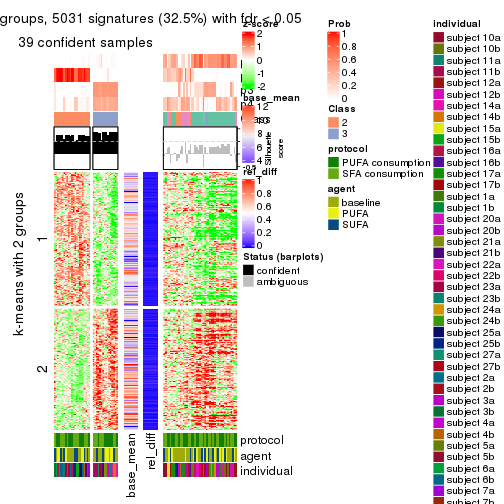 groups, 5031 signatures (32.5%) with fdr < 0.05
39 confident samples
k-means with 2 groups
1
2
z-score
2
1
0
-1
-2
base_mean
12
10
8
6
rel_diff
1
0.8
0.6
0.4
0.2
0
Status (barplots)
confident
ambiguous
Silhouette
score
protocol
agent
individual
base_mean
rel_diff
Prob
1
0.8
0.6
0.4
0.2
0
Class
2
3
protocol
PUFA consumption
SFA consumption
agent
baseline
PUFA
SUFA
individual
subject 10a
subject 10b
subject 11a
subject 11b
subject 12a
subject 12b
subject 14a
subject 14b
subject 15a
subject 15b
subject 16a
subject 16b
subject 17a
subject 17b
subject 1a
subject 1b
subject 20a
subject 20b
subject 21a
subject 21b
subject 22a
subject 22b
subject 23a
subject 23b
subject 24a
subject 24b
subject 25a
subject 25b
subject 27a
subject 27b
subject 2a
subject 2b
subject 3a
subject 3b
subject 4a
subject 4b
subject 5a
subject 5b
subject 6a
subject 6b
subject 7a
subject 7b